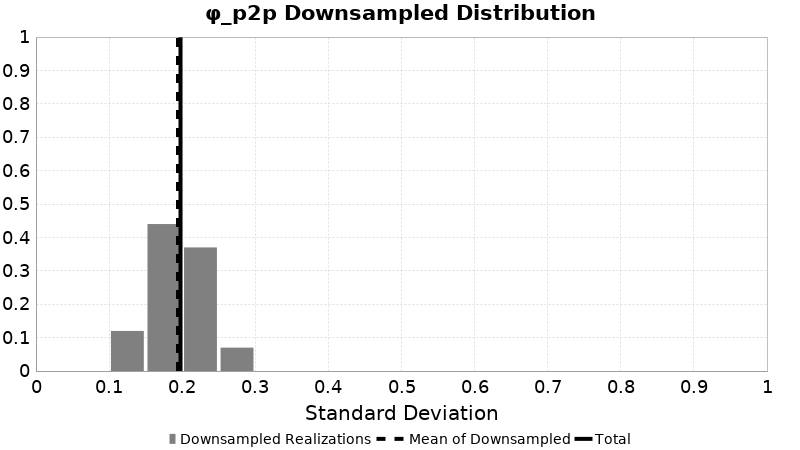 φ_p2p Downsampled Distribution
1
0.9
0.8
0.7
0.6
0.5
0.4
0.3
0.2
0.1
0
0 0.1 0.2 0.3 0.4 0.5 0.6 0.7 0.8 0.9 1
Standard Deviation
Downsampled Realizations Mean of Downsampled Total